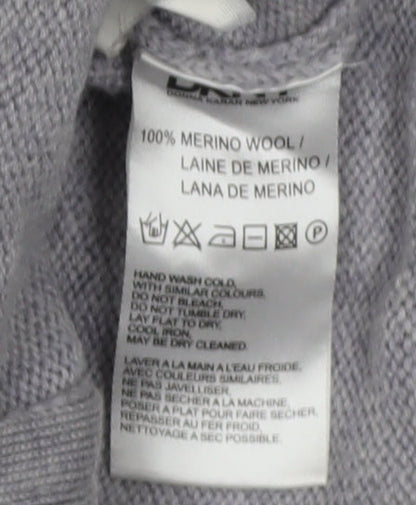 DKNY
DONNA KARAN NEW YORK
100% MERINO WOOL /
LAINE DE MERINO /
LANA DE MERINO
P
HAND WASH COLD,
WITH SIMILAR COLOURS.
DO NOT BLEACH.
DO NOT TUMBLE DRY.
LAY FLAT TO DRY.
COOL IRON.
MAY BE DRY CLEANED.
LAVER A LA MAIN A L'EAU FROIDE,
AVEC COULEURS SIMILAIRES.
NE PAS JAVELLISER.
NE PAS SECHER A LA MACHINE.
POSER A PLAT POUR FAIRE SECHER.
REPASSER AU FER FROID.
NETTOYAGE A SEC POSSIBLE.